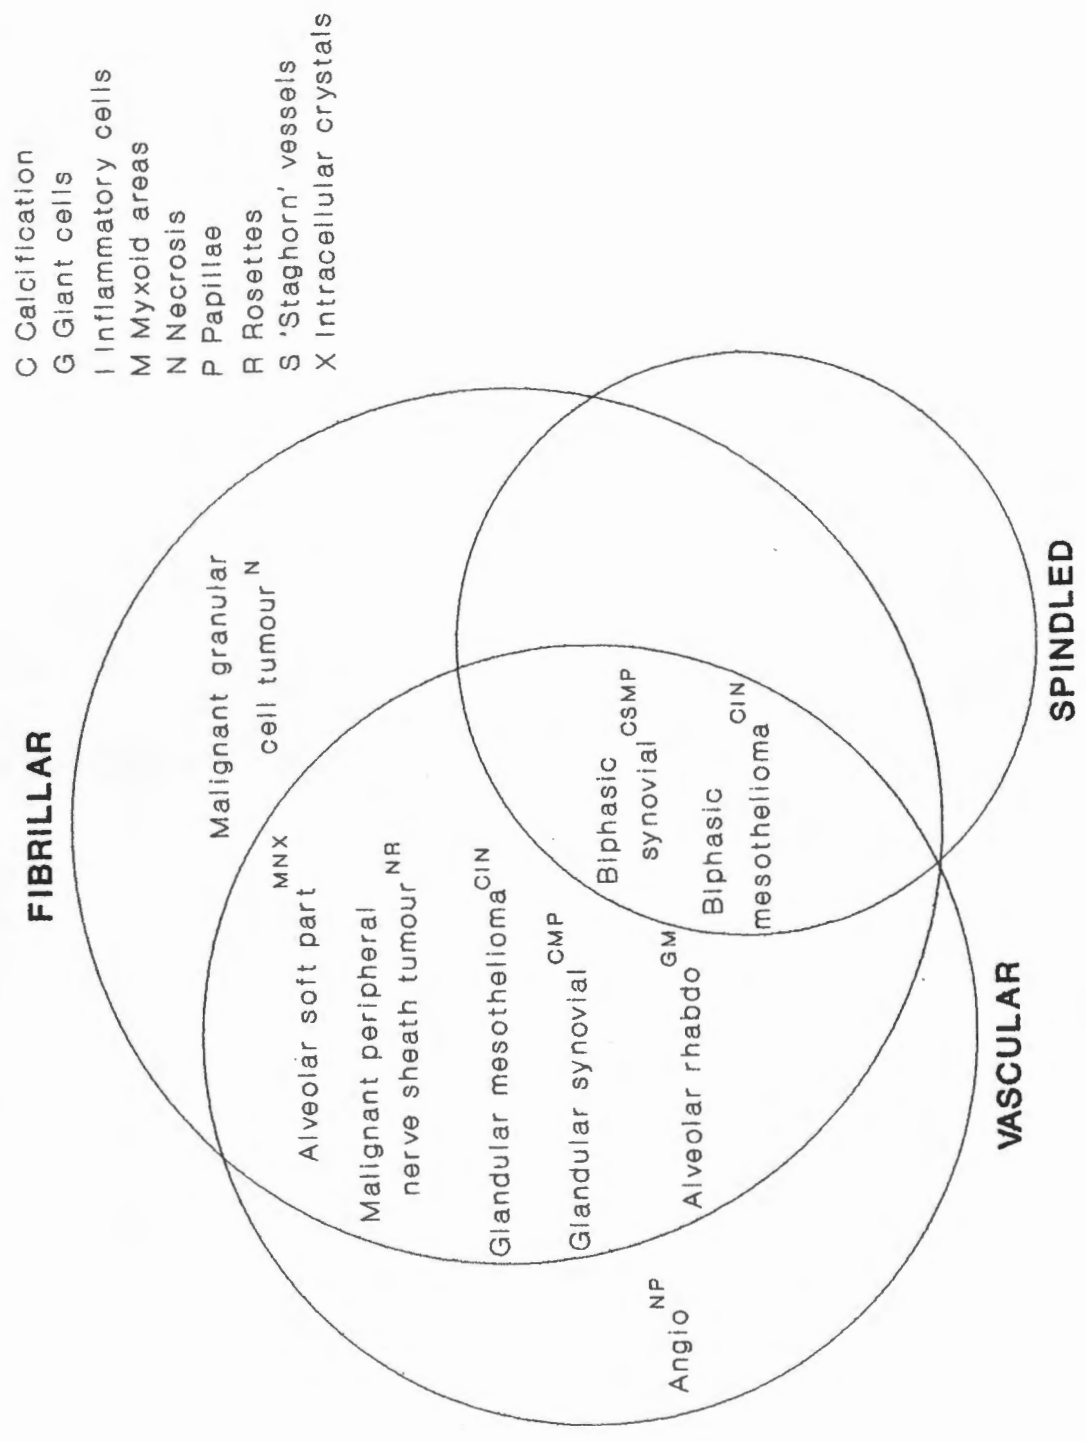 C Calcification
G Giant cells
I Inflammatory cells
M Myxoid areas
N Necrosis
P Papillae
R Rosettes
S 'Staghorn' vessels
X Intracellular crystals
FIBRILLAR
Malignant granular
cell tumour N
Alveolar soft part MNX
Malignant peripheral
nerve sheath tumour NR
Glandular mesothelioma CIN
Glandular synovial CMP
Biphasic
synovial CSMP
Alveolar rhabdo GM
Biphasic
mesothelioma CIN
Angio NP
VASCULAR
SPINDLED